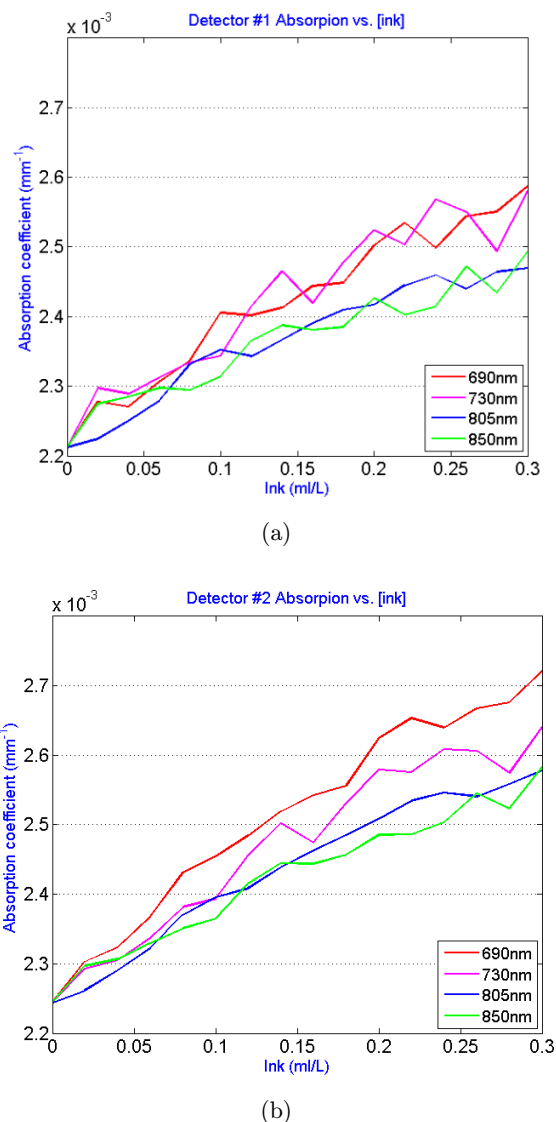 Detector #1 Absorpion vs. [ink]
x 10⁻³
Absorption coefficient (mm⁻¹)
2.7
2.6
2.5
2.4
2.3
2.2
690nm
730nm
805nm
850nm
0 0.05 0.1 0.15 0.2 0.25 0.3
Ink (ml/L)
(a)
Detector #2 Absorpion vs. [ink]
x 10⁻³
Absorption coefficient (mm⁻¹)
2.7
2.6
2.5
2.4
2.3
2.2
690nm
730nm
805nm
850nm
0 0.05 0.1 0.15 0.2 0.25 0.3
Ink (ml/L)
(b)